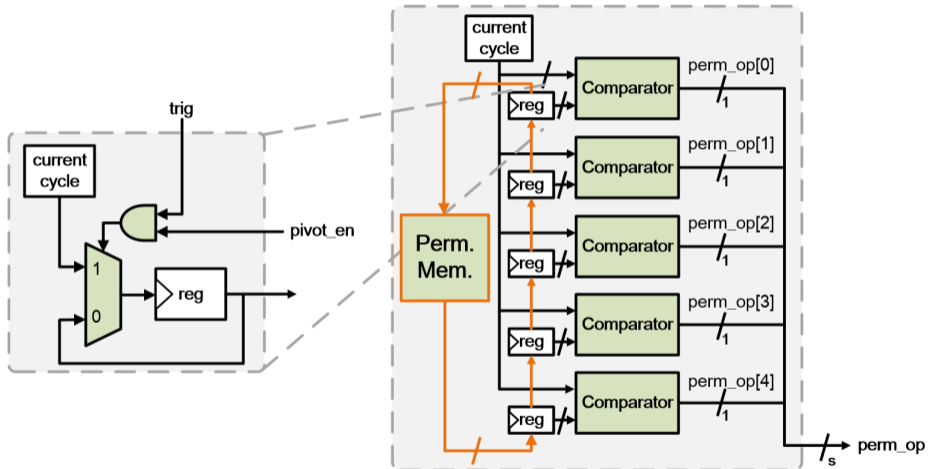 trig
current
cycle
pivot_en
1
0
reg
current
cycle
Perm.
Mem.
reg
Comparator
perm_op[0]
1
reg
Comparator
perm_op[1]
1
reg
Comparator
perm_op[2]
1
reg
Comparator
perm_op[3]
1
reg
Comparator
perm_op[4]
1
perm_op
s